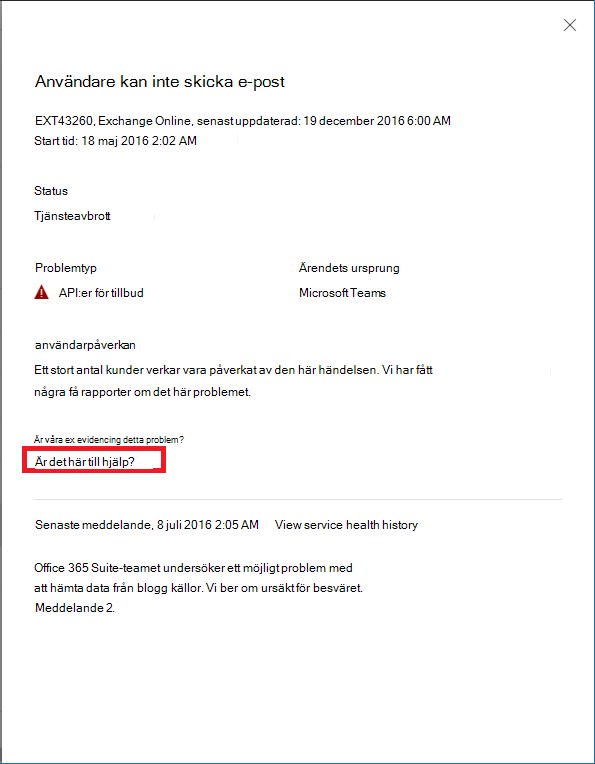 Användare kan inte skicka e-post
EXT43260, Exchange Online, senast uppdaterad: 19 december 2016 6:00 AM
Start tid: 18 maj 2016 2:02 AM
Status
Tjänsteavbrott
Problemtyp
Ärendets ursprung
API:er för tillbud
Microsoft Teams
användarpåverkan
Ett stort antal kunder verkar vara påverkat av den här händelsen. Vi har fått
några få rapporter om det här problemet.
Är våra ex evidencing detta problem?
Är det här till hjälp?
Senaste meddelande, 8 juli 2016 2:05 AM View service health history
Office 365 Suite-teamet undersöker ett möjligt problem med
att hämta data från blogg källor. Vi ber om ursäkt för besväret.
Meddelande 2.